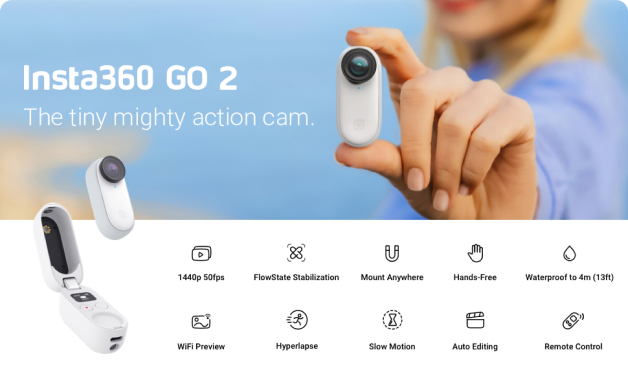 Insta360 GO 2
The tiny mighty action cam.
1440p 50fps
FlowState Stabilization
Mount Anywhere
Hands-Free
Waterproof to 4m (13ft)
WiFi Preview
Hyperlapse
Slow Motion
Auto Editing
Remote Control